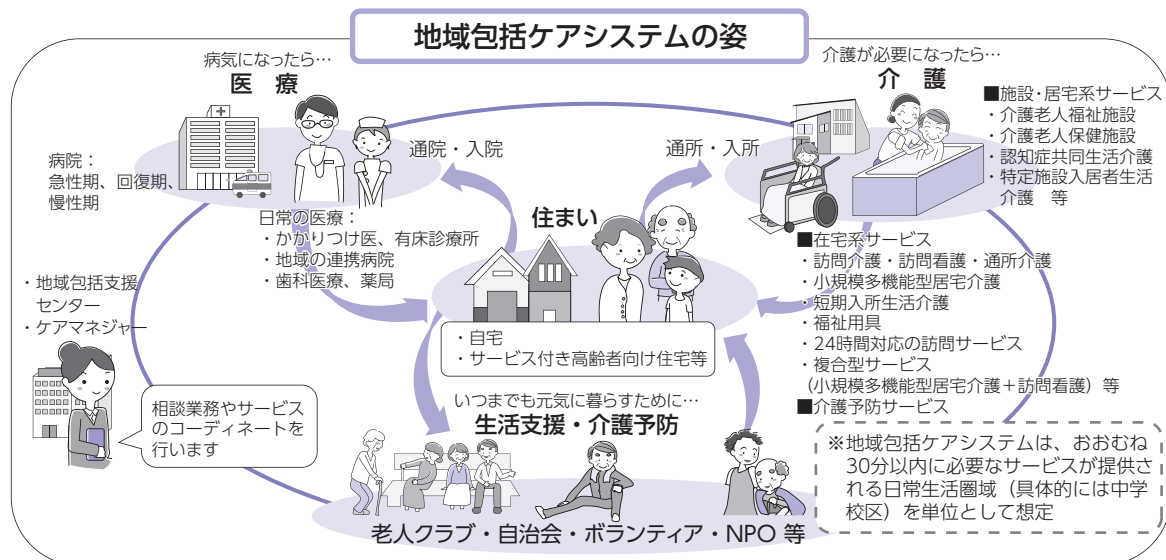 地域包括ケアシステムの姿
病気になったら…
医　療
病院：
急性期、回復期、
慢性期
通院・入院
日常の医療：
・かかりつけ医、有床診療所
・地域の連携病院
・歯科医療、薬局
介護が必要になったら…
介　護
通所・入所
■施設・居宅系サービス
・介護老人福祉施設
・介護老人保健施設
・認知症共同生活介護
・特定施設入居者生活
介護　等
■在宅系サービス
・訪問介護・訪問看護・通所介護
・小規模多機能型居宅介護
・短期入所生活介護
・福祉用具
・24時間対応の訪問サービス
・複合型サービス
（小規模多機能型居宅介護＋訪問看護）等
■介護予防サービス
住まい
・自宅
・サービス付き高齢者向け住宅等
・地域包括支援
センター
・ケアマネジャー
相談業務やサービス
のコーディネートを
行います
いつまでも元気に暮らすために…
生活支援・介護予防
老人クラブ・自治会・ボランティア・NPO 等
※地域包括ケアシステムは、おおむね
30分以内に必要なサービスが提供さ
れる日常生活圏域（具体的には中学
校区）を単位として想定